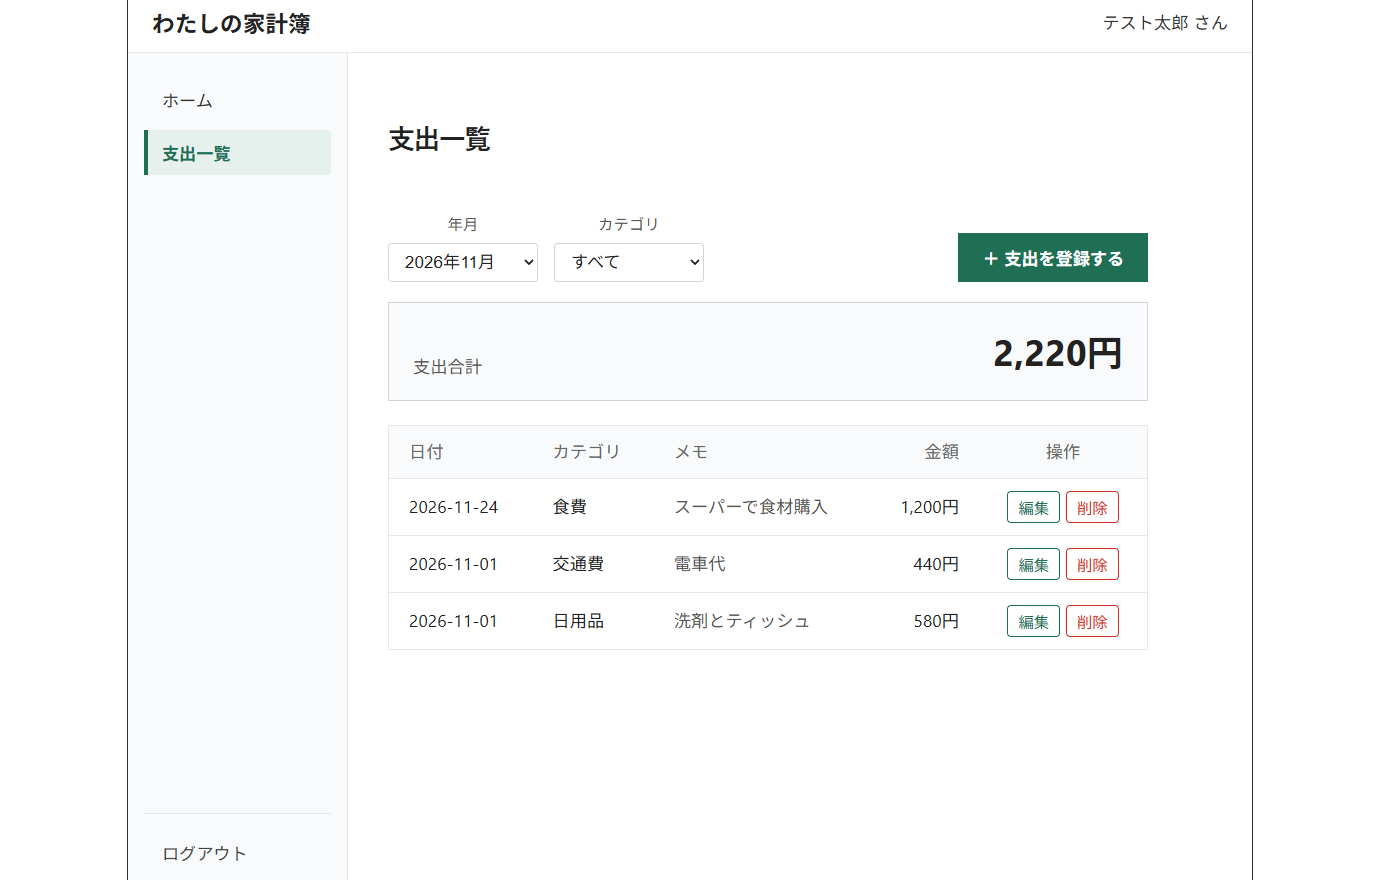 わたしの家計簿
テスト太郎 さん
ホーム
支出一覧
ログアウト
支出一覧
年月
カテゴリ
2026年11月
すべて
＋ 支出を登録する
支出合計
2,220円
日付 カテゴリ メモ 金額 操作
2026-11-24 食費 スーパーで食材購入 1,200円 編集 削除
2026-11-01 交通費 電車代 440円 編集 削除
2026-11-01 日用品 洗剤とティッシュ 580円 編集 削除